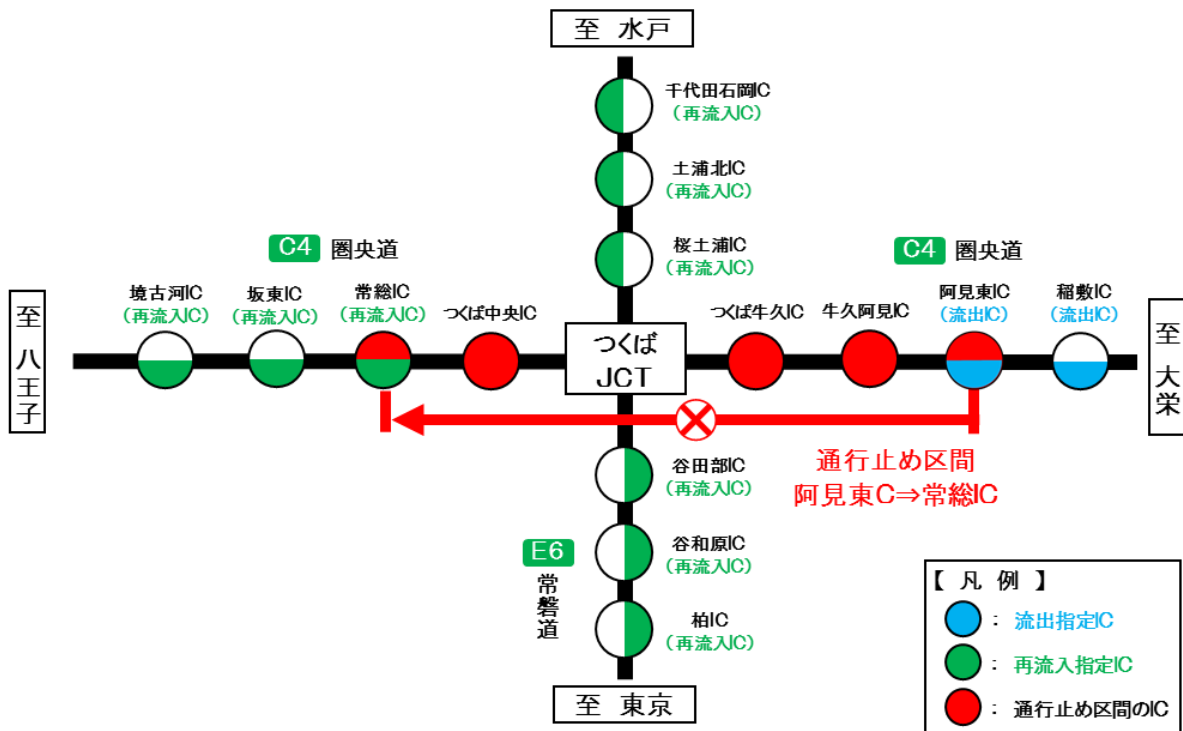 至 水戸
千代田石岡IC
（再流入IC）
土浦北IC
（再流入IC）
桜土浦IC
（再流入IC）
C4 圏央道
C4 圏央道
境古河IC
（再流入IC）
坂東IC
（再流入IC）
常総IC
（再流入IC）
つくば中央IC
つくば牛久IC
牛久阿見IC
阿見東IC
（流出IC）
稲敷IC
（流出IC）
至 八王子
つくば
JCT
至 大栄
通行止め区間
阿見東C⇒常総IC
谷田部IC
（再流入IC）
谷和原IC
（再流入IC）
柏IC
（再流入IC）
E6
常磐道
至 東京
【 凡 例 】
： 流出指定IC
： 再流入指定IC
： 通行止め区間のIC